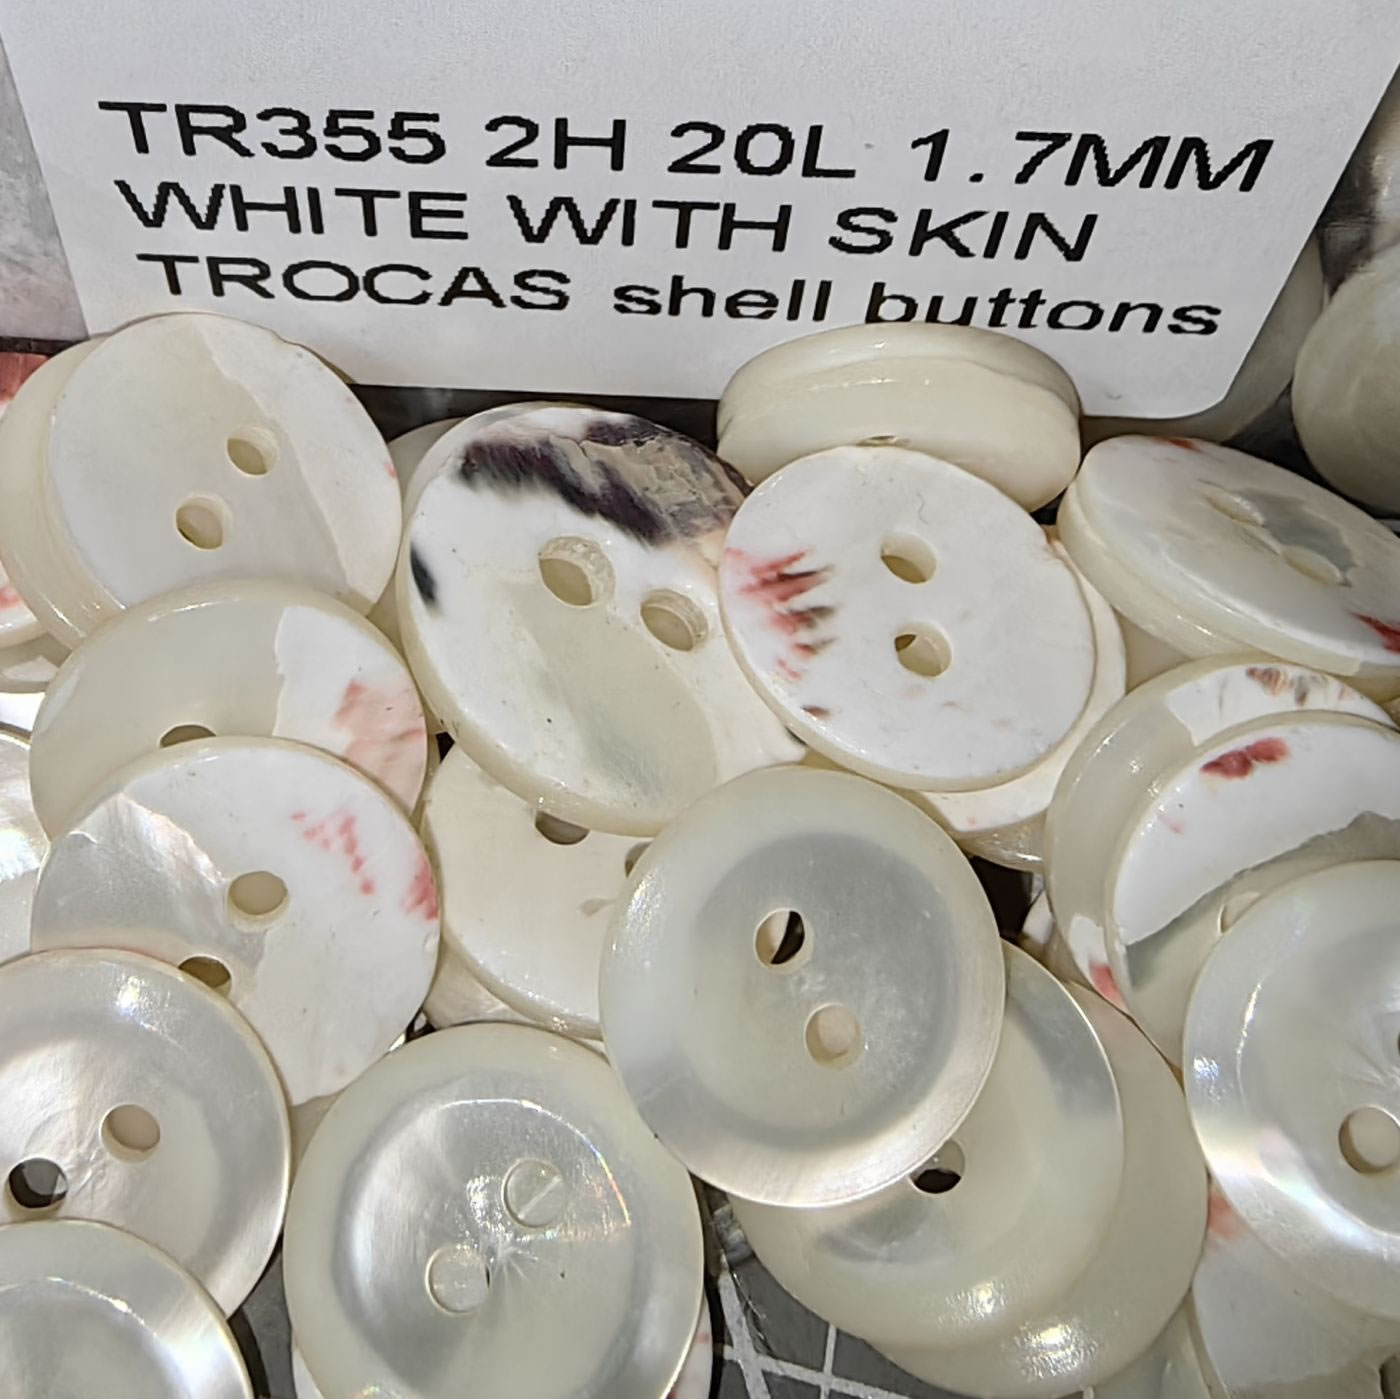 TR355 2H 20L 1.7MM
WHITE WITH SKIN
TROCAS shell buttons